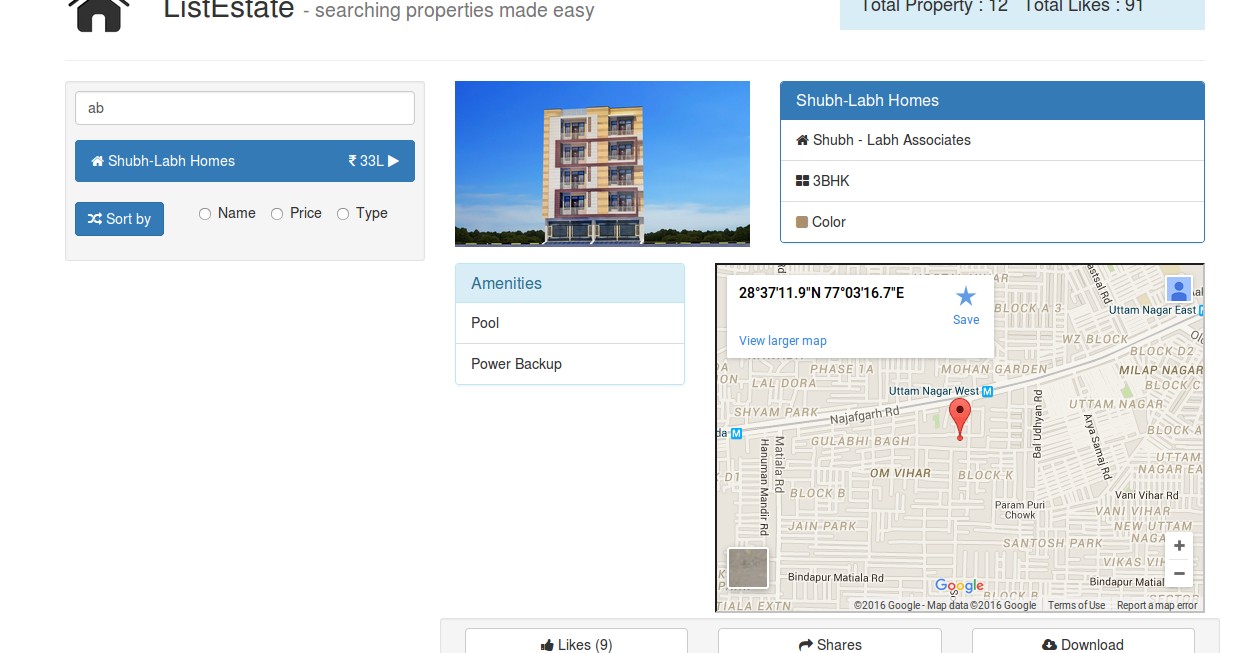 ListEstate - searching properties made easy
Total Property : 12 Total Likes : 91
ab
Shubh-Labh Homes ₹ 33L
Sort by
Name Price Type
Shubh-Labh Homes
Shubh - Labh Associates
3BHK
Color
Amenities
Pool
Power Backup
28°37'11.9"N 77°03'16.7"E
Save
View larger map
BLOCK A 3
Uttam Nagar East
WZ BLOCK
BLOCK D2
PHASE 1A
MOHAN GARDEN
MILAP NAGAR
LAL DORA
BLOCK C
Uttam Nagar West
UTTAM NAGAR
SHYAM PARK
Najafgarh Rd
Bal Udhyan Rd
Arya Samaj Rd
BLOCK A
GULABHI BAGH
Matiala Rd
Hanuman Mandir Rd
UTTAM
NAGAR EA
OM VIHAR
BLOCK K
BLOCK B
Vani Vihar Rd
Param Puri
Chowk
VANI VIHAR
JAIN PARK
NEW UTTAM
NAGA
SANTOSH PARK
VIKAS VIH
Bindapur Matiala Rd
Google
Bindapur Matial
BLOCK B
TIALA EXTN
SECTOR
©2016 Google - Map data ©2016 Google Terms of Use Report a map error
Likes (9)
Shares
Download